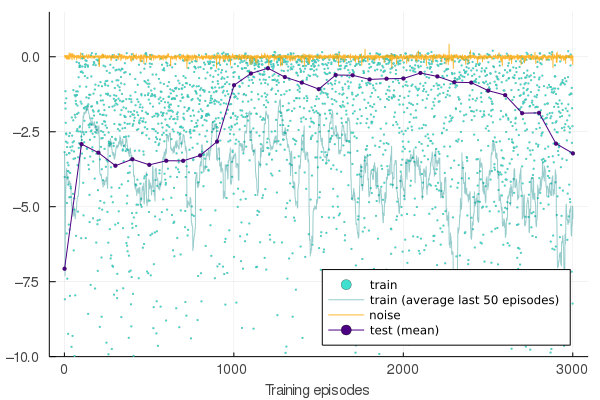 0.0
−2.5
−5.0
−7.5
−10.0
0
1000
2000
3000
Training episodes
train
train (average last 50 episodes)
noise
test (mean)